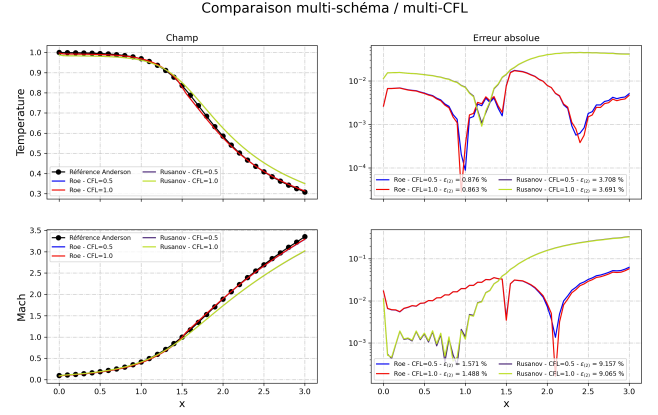 Comparaison multi-schéma / multi-CFL
Champ
Temperature
1.0
0.9
0.8
0.7
0.6
0.5
0.4
0.3
Référence Anderson
Roe - CFL=0.5
Roe - CFL=1.0
Rusanov - CFL=0.5
Rusanov - CFL=1.0
Erreur absolue
10⁻²
10⁻³
10⁻⁴
Roe - CFL=0.5 - ε(2) = 0.876 %
Roe - CFL=1.0 - ε(2) = 0.863 %
Rusanov - CFL=0.5 - ε(2) = 3.708 %
Rusanov - CFL=1.0 - ε(2) = 3.691 %
Mach
3.5
3.0
2.5
2.0
1.5
1.0
0.5
0.0
Référence Anderson
Roe - CFL=0.5
Roe - CFL=1.0
Rusanov - CFL=0.5
Rusanov - CFL=1.0
0.0 0.5 1.0 1.5 2.0 2.5 3.0
x
10⁻¹
10⁻²
10⁻³
Roe - CFL=0.5 - ε(2) = 1.571 %
Roe - CFL=1.0 - ε(2) = 1.488 %
Rusanov - CFL=0.5 - ε(2) = 9.157 %
Rusanov - CFL=1.0 - ε(2) = 9.065 %
0.0 0.5 1.0 1.5 2.0 2.5 3.0
x